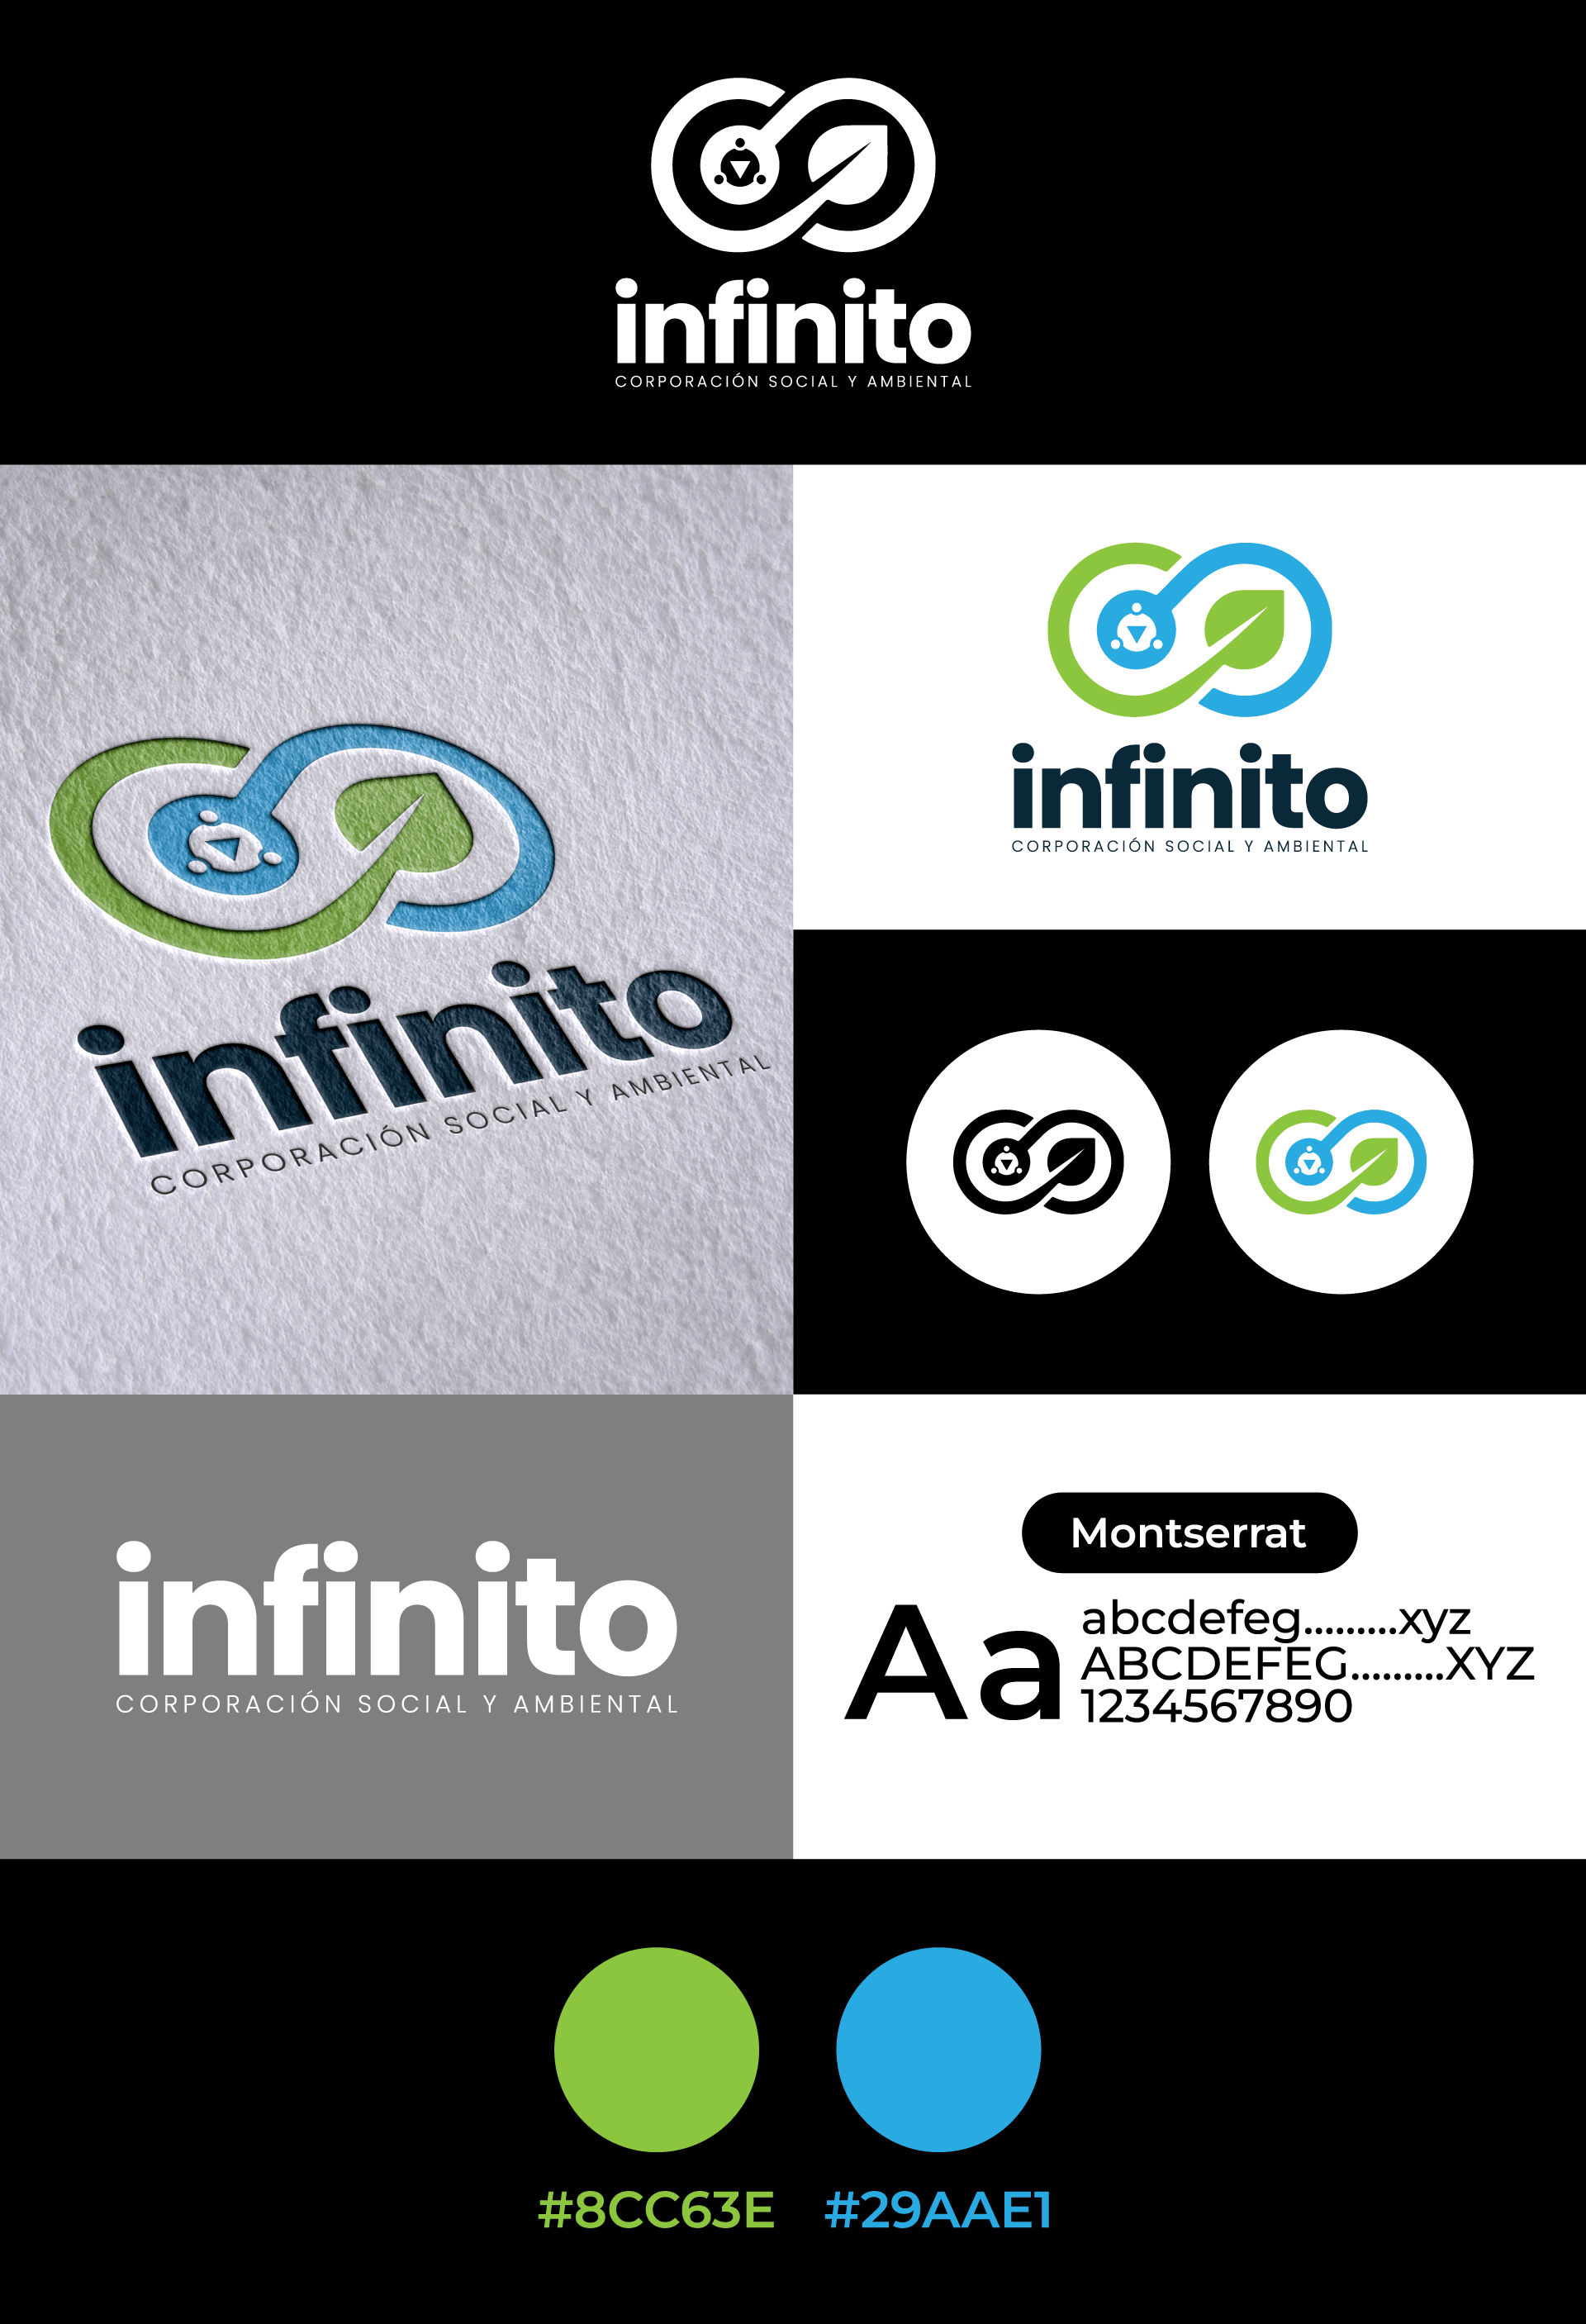 infinito
CORPORACIÓN SOCIAL Y AMBIENTAL
infinito
CORPORACIÓN SOCIAL Y AMBIENTAL
infinito
CORPORACIÓN SOCIAL Y AMBIENTAL
infinito
CORPORACIÓN SOCIAL Y AMBIENTAL
Montserrat
Aa
abcdefeg.........xyz
ABCDEFEG.........XYZ
1234567890
#8CC63E
#29AAE1